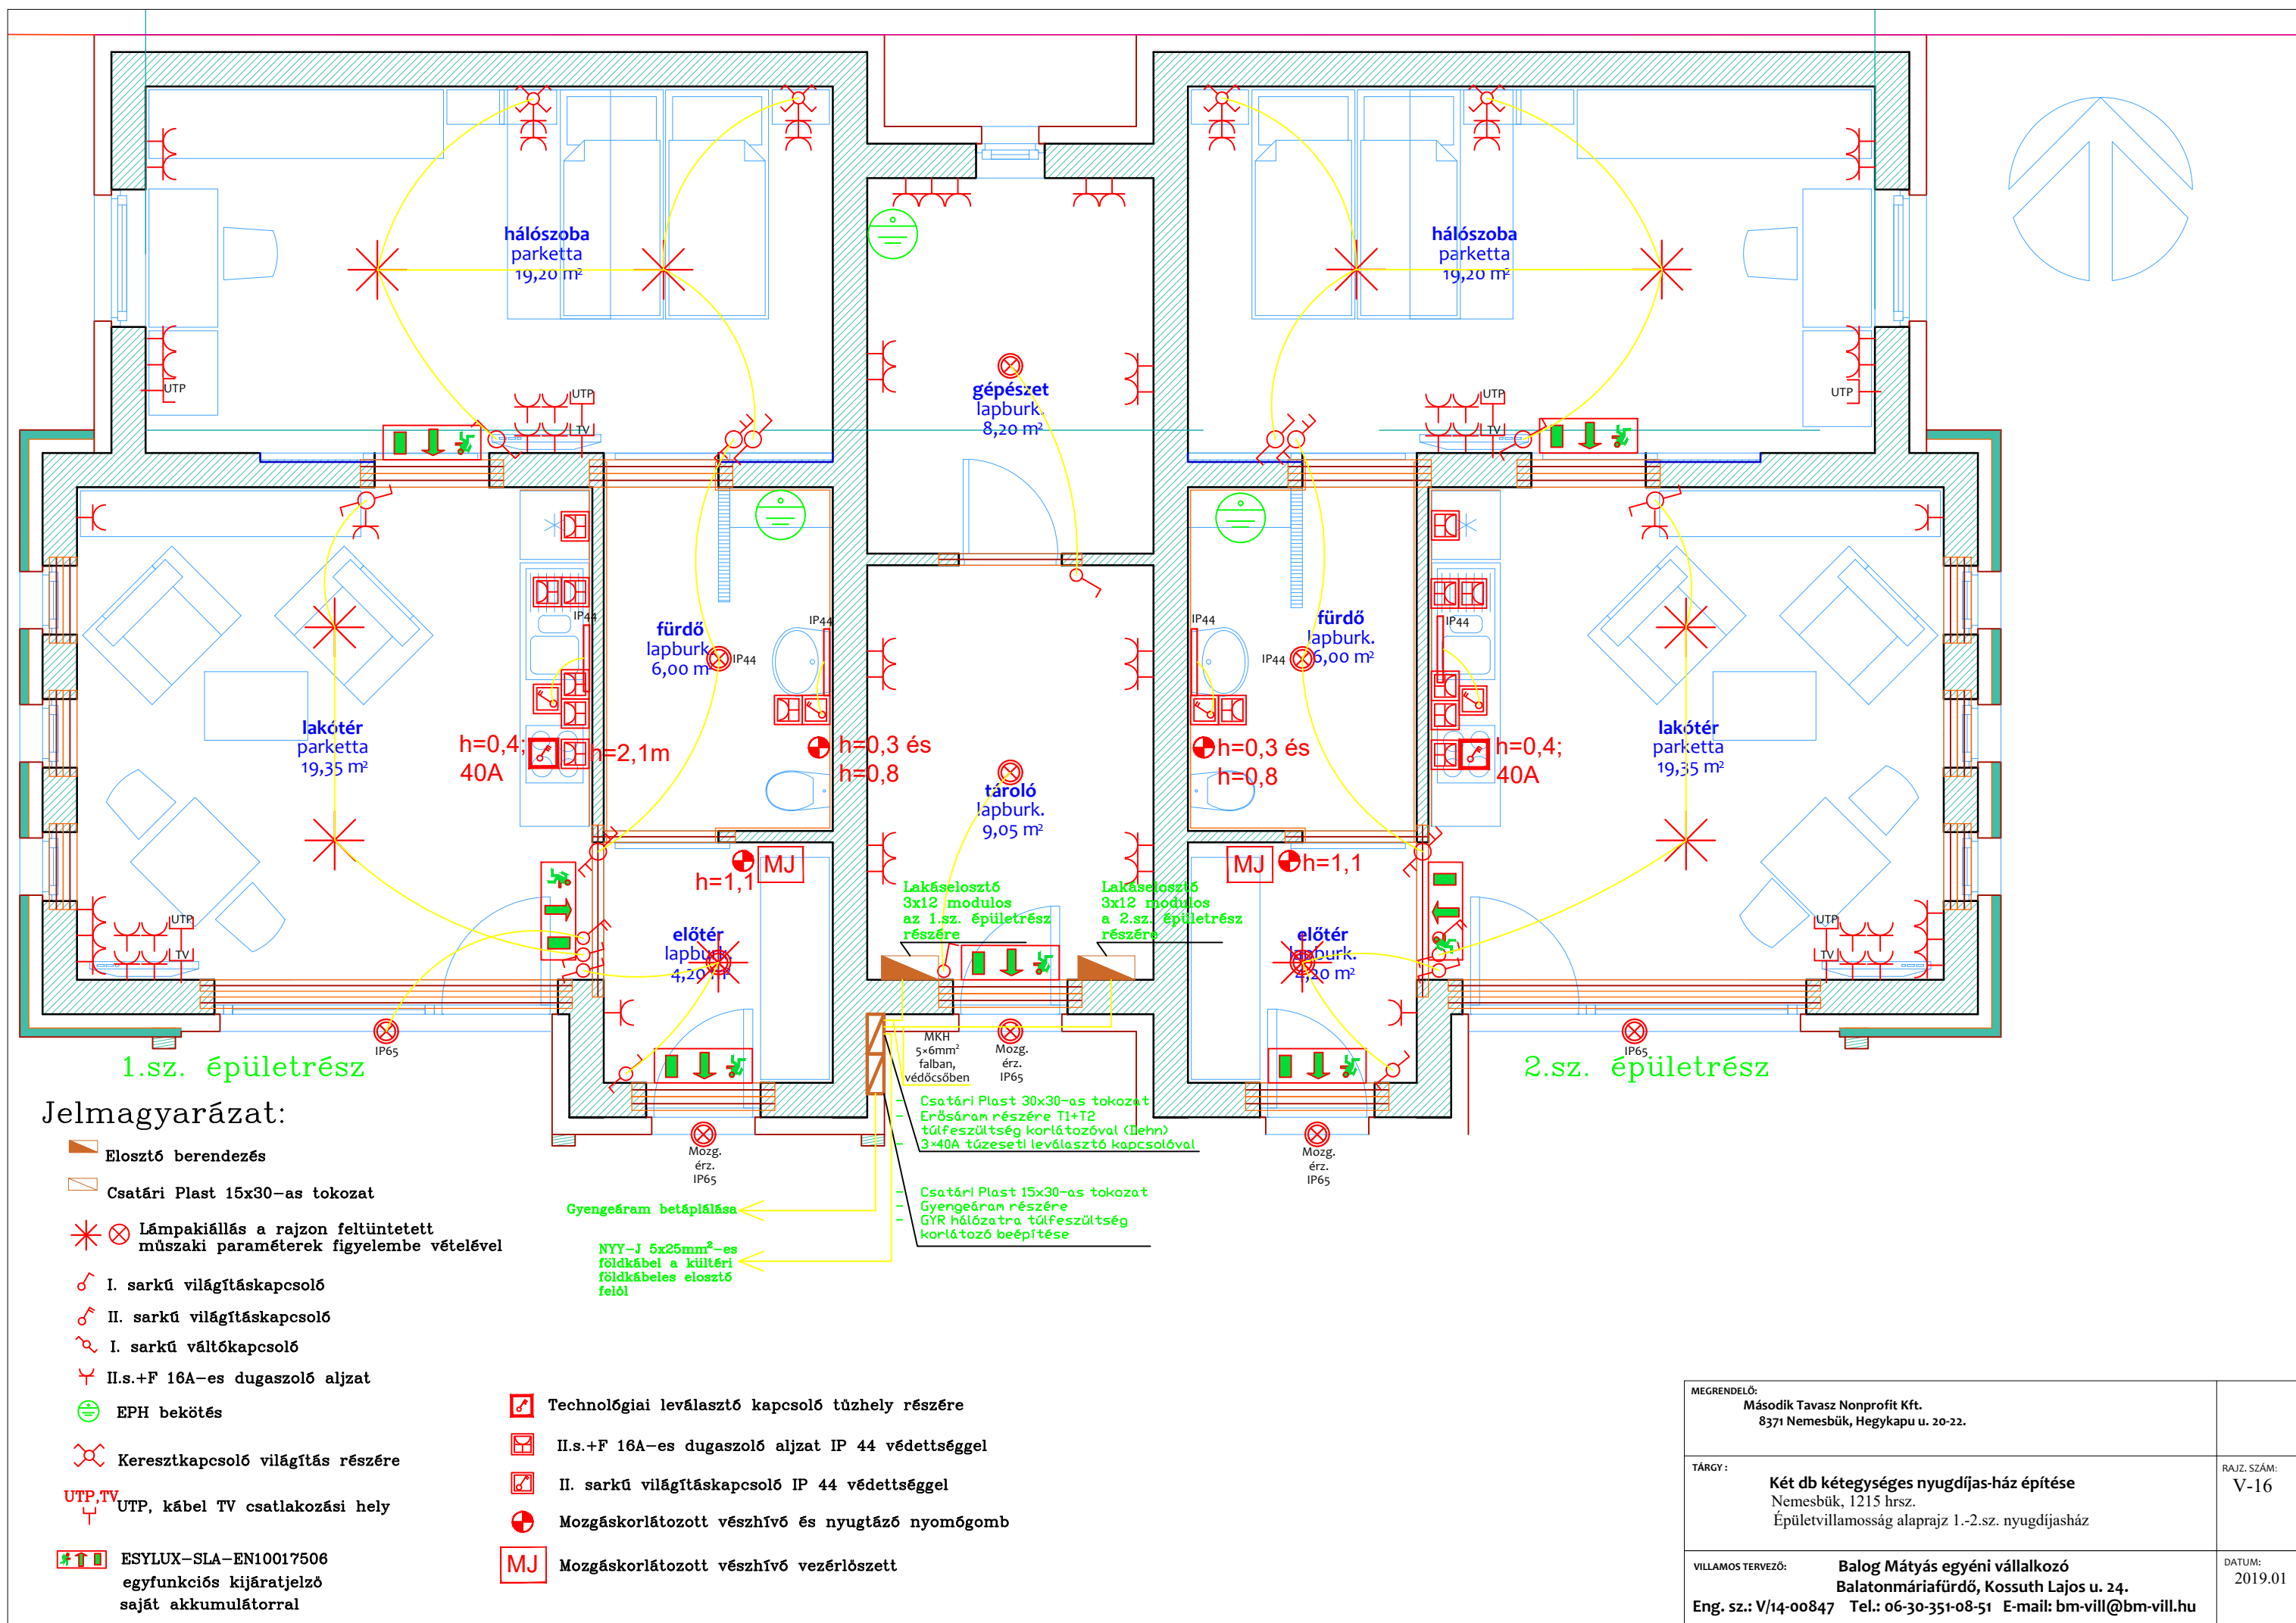 hálószoba
parketta
19,20 m²
hálószoba
parketta
19,20 m²
UTP
UTP
TV
gépészet
lapburk.
8,20 m²
UTP
TV
UTP
IP44
fürdő
lapburk.
6,00 m²
IP44
IP44
IP44
IP44
fürdő
lapburk.
6,00 m²
IP44
lakótér
parketta
19,35 m²
h=0,4;
40A
h=2,1m
h=0,3 és
h=0,8
tároló
lapburk.
9,05 m²
h=0,3 és
h=0,8
h=0,4;
40A
lakótér
parketta
19,35 m²
MJ
h=1,1
MJ
h=1,1
Lakáselosztó
3x12 modulos
az 1.sz. épületrész
részére
Lakáselosztó
3x12 modulos
a 2.sz. épületrész
részére
UTP
TV
előtér
lapburk.
4,20 m²
előtér
lapburk.
4,20 m²
UTP
TV
IP65
MKH
5×6mm²
falban,
védőcsőben
Mozg.
érz.
IP65
IP65
1.sz. épületrész
2.sz. épületrész
Mozg.
érz.
IP65
Mozg.
érz.
IP65
- Csatári Plast 30x30-as tokozat
- Erősáram részére T1+T2
túlfeszültség korlátozóval (Dehn)
- 3×40A tűzeseti leválasztó kapcsolóval
- Csatári Plast 15x30-as tokozat
- Gyengeáram részére
- GYR hálózatra túlfeszültség
korlátozó beépítése
Gyengeáram betáplálása
NYY-J 5x25mm²-es
földkábel a kültéri
földkábeles elosztó
felől
Jelmagyarázat:
Elosztó berendezés
Csatári Plast 15x30-as tokozat
Lámpakiállás a rajzon feltüntetett
műszaki paraméterek figyelembe vételével
I. sarkú világításkapcsoló
II. sarkú világításkapcsoló
I. sarkú váltókapcsoló
II.s.+F 16A-es dugaszoló aljzat
EPH bekötés
Keresztkapcsoló világítás részére
UTP,TV
UTP, kábel TV csatlakozási hely
ESYLUX-SLA-EN10017506
egyfunkciós kijáratjelző
saját akkumulátorral
Technológiai leválasztó kapcsoló tűzhely részére
II.s.+F 16A-es dugaszoló aljzat IP 44 védettséggel
II. sarkú világításkapcsoló IP 44 védettséggel
Mozgáskorlátozott vészhívó és nyugtázó nyomógomb
MJ Mozgáskorlátozott vészhívó vezérlőszett
MEGRENDELŐ:
Második Tavasz Nonprofit Kft.
8371 Nemesbük, Hegykapu u. 20-22.
TÁRGY :
Két db kétegységes nyugdíjas-ház építése
Nemesbük, 1215 hrsz.
Épületvillamosság alaprajz 1.-2.sz. nyugdíjasház
RAJZ. SZÁM:
V-16
VILLAMOS TERVEZŐ:
Balog Mátyás egyéni vállalkozó
Balatonmáriafürdő, Kossuth Lajos u. 24.
Eng. sz.: V/14-00847 Tel.: 06-30-351-08-51 E-mail: bm-vill@bm-vill.hu
DATUM:
2019.01